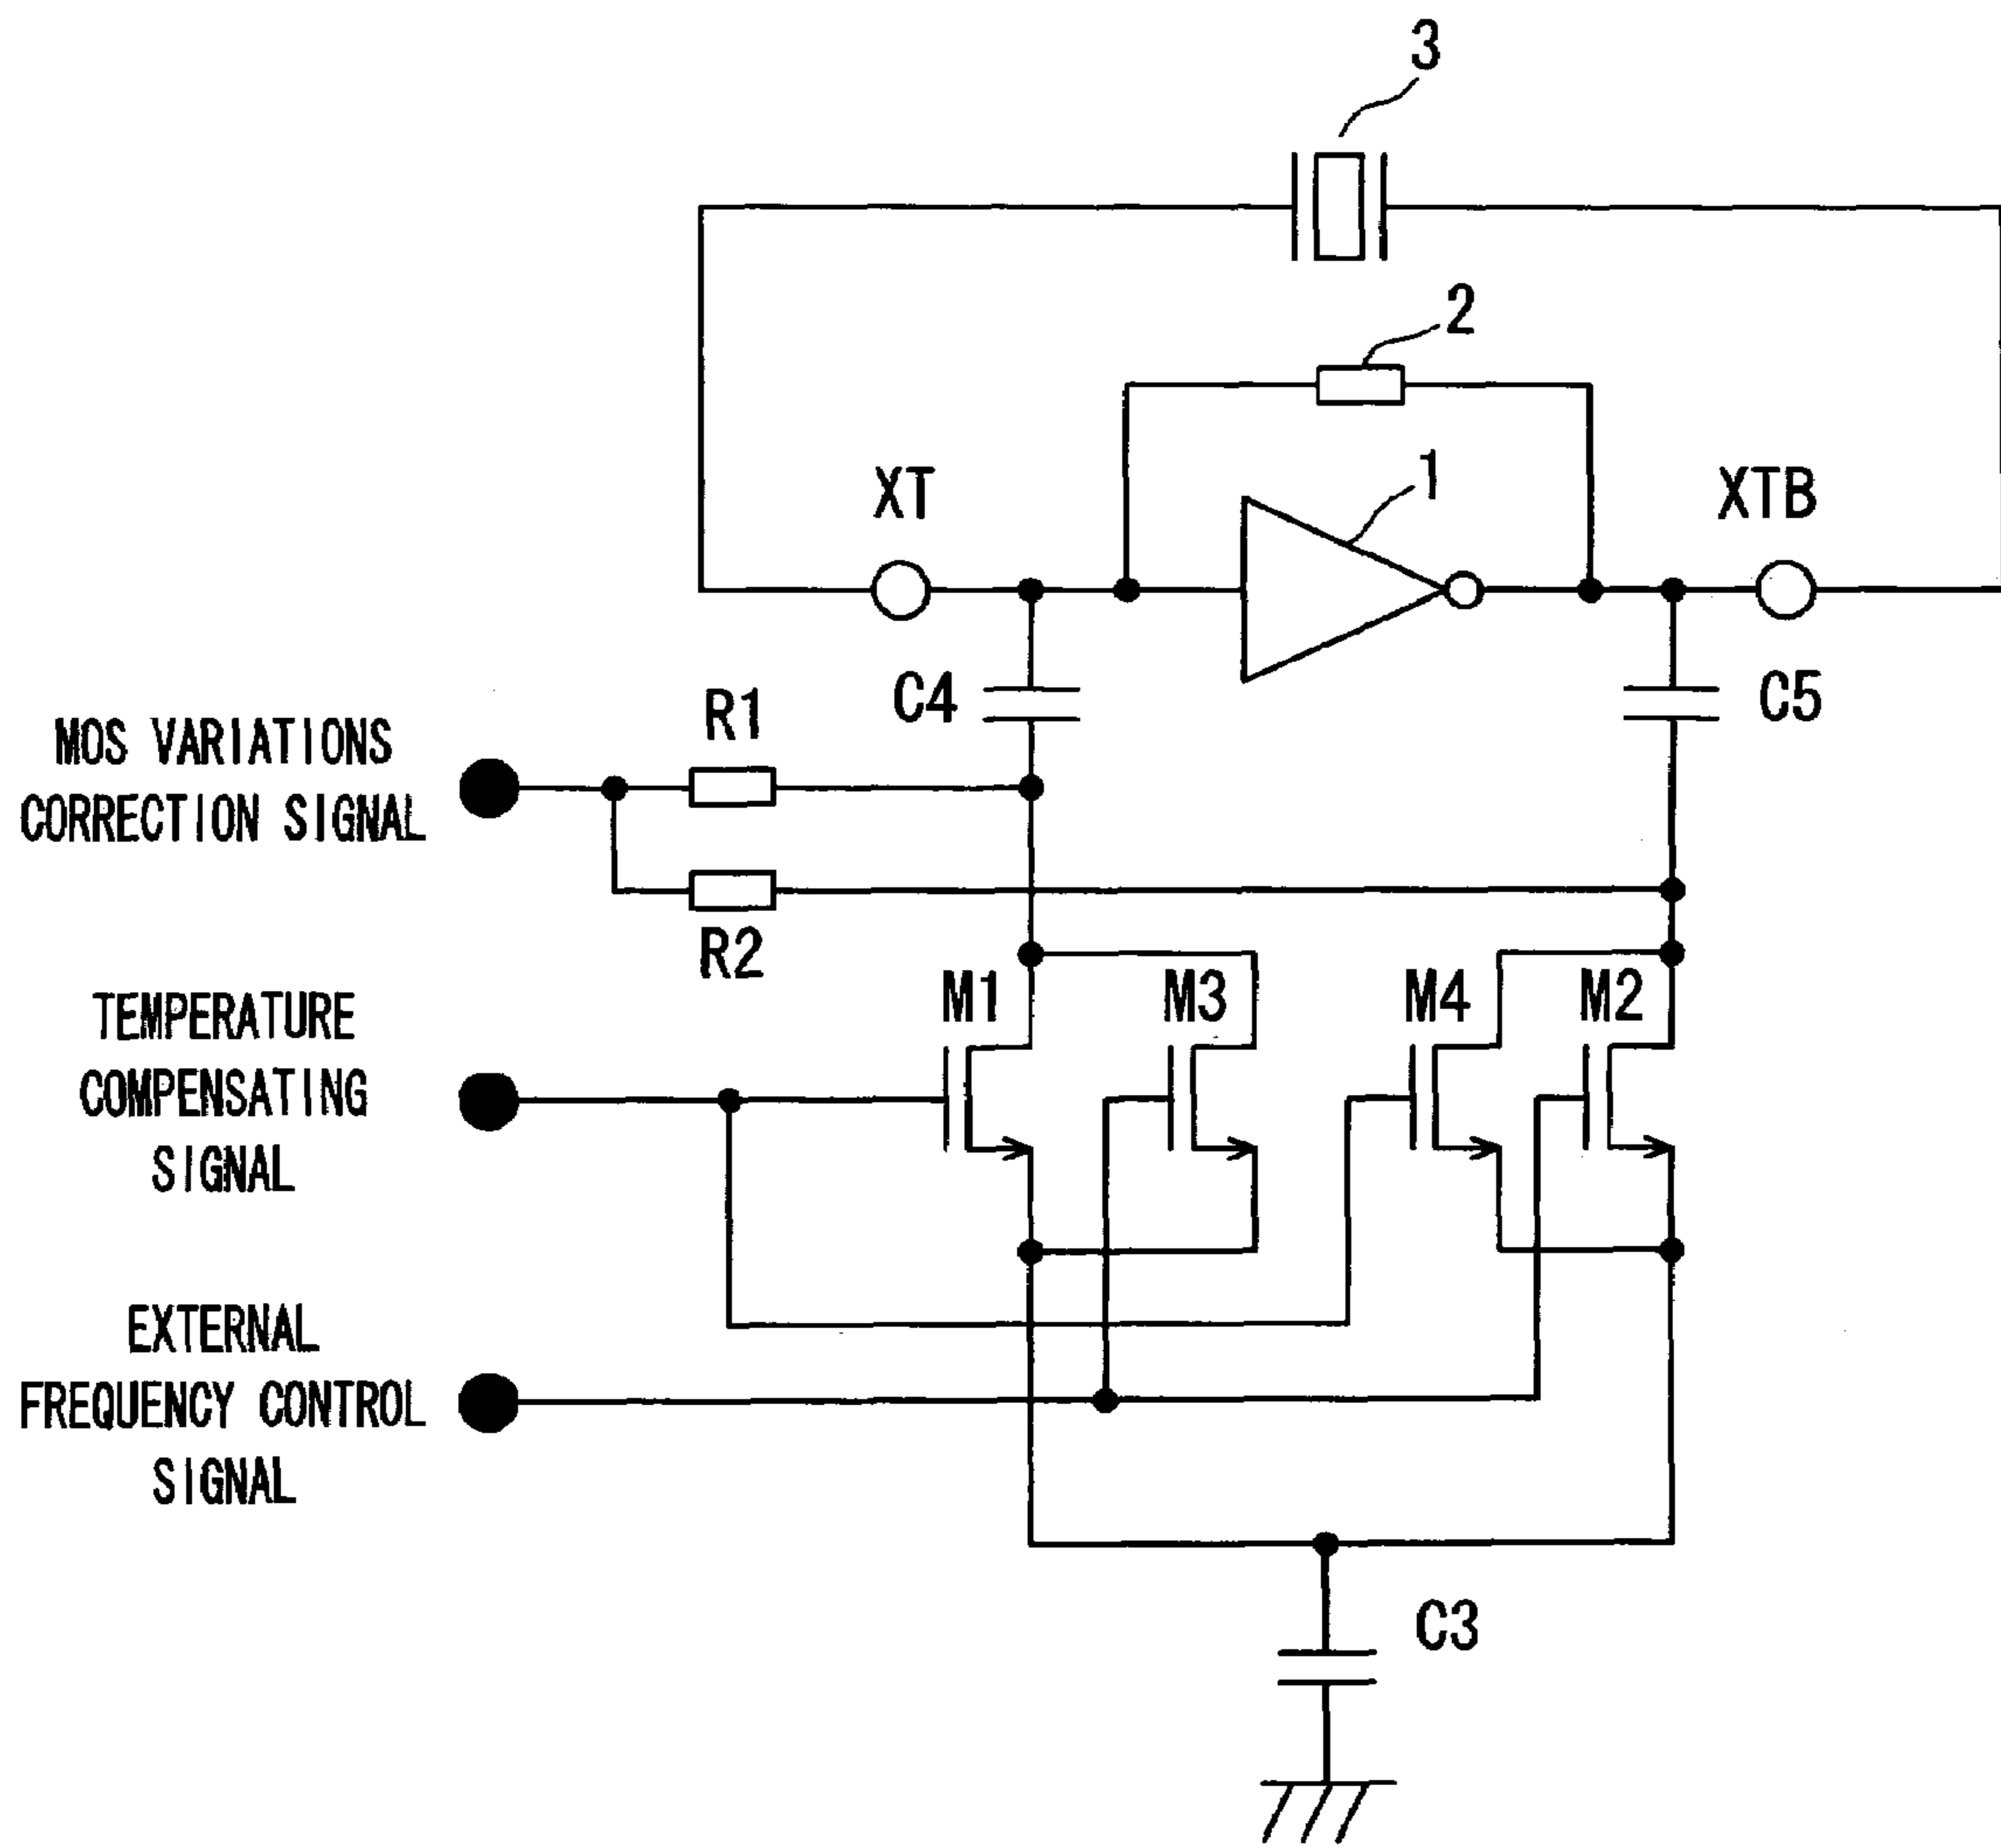 3
2
1
XT
XTB
C4
C5
R1
MOS VARIATIONS
CORRECTION SIGNAL
R2
M1
M3
M4
M2
TEMPERATURE
COMPENSATING
SIGNAL
EXTERNAL
FREQUENCY CONTROL
SIGNAL
C3